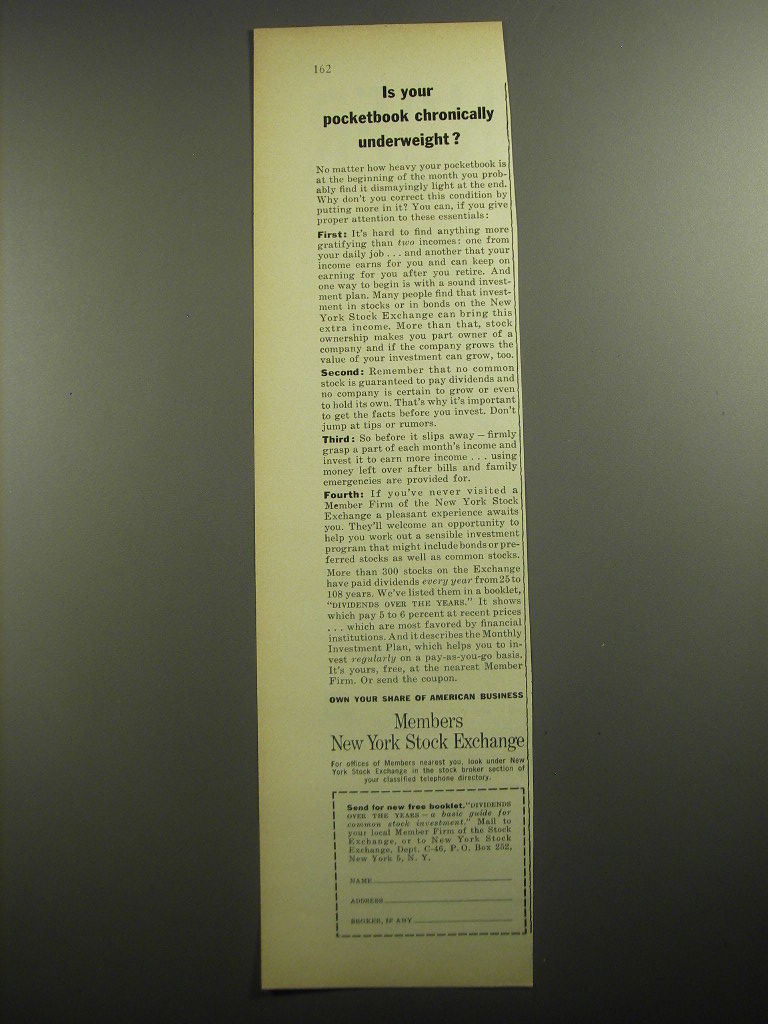 162
Is your
pocketbook chronically
underweight?
No matter how heavy your pocketbook is
at the beginning of the month you prob-
ably find it dismayingly light at the end.
Why don't you correct this condition by
putting more in it? You can, if you give
proper attention to these essentials:
First: It's hard to find anything more
gratifying than two incomes: one from
your daily job . . . and another that your
income earns for you and can keep on
earning for you after you retire. And
one way to begin is with a sound invest-
ment plan. Many people find that invest-
ment in stocks or in bonds on the New
York Stock Exchange can bring this
extra income. More than that, stock
ownership makes you part owner of a
company and if the company grows the
value of your investment can grow, too.
Second: Remember that no common
stock is guaranteed to pay dividends and
no company is certain to grow or even
to hold its own. That's why it's important
to get the facts before you invest. Don't
jump at tips or rumors.
Third: So before it slips away — firmly
grasp a part of each month's income and
invest it to earn more income . . . using
money left over after bills and family
emergencies are provided for.
Fourth: If you've never visited a
Member Firm of the New York Stock
Exchange a pleasant experience awaits
you. They'll welcome an opportunity to
help you work out a sensible investment
program that might include bonds or pre-
ferred stocks as well as common stocks.
More than 300 stocks on the Exchange
have paid dividends every year from 25 to
108 years. We've listed them in a booklet,
"DIVIDENDS OVER THE YEARS." It shows
which pay 5 to 6 percent at recent prices
. . . which are most favored by financial
institutions. And it describes the Monthly
Investment Plan, which helps you to in-
vest regularly on a pay-as-you-go basis.
It's yours, free, at the nearest Member
Firm. Or send the coupon.
OWN YOUR SHARE OF AMERICAN BUSINESS
Members
New York Stock Exchange
For offices of Members nearest you, look under New
York Stock Exchange in the stock broker section of
your classified telephone directory.
Send for new free booklet. "DIVIDENDS
OVER THE YEARS — a basic guide for
common stock investment." Mail to
your local Member Firm of the Stock
Exchange, or to New York Stock
Exchange, Dept. C-46, P. O. Box 252,
New York 5, N. Y.
NAME
ADDRESS
BROKER, IF ANY